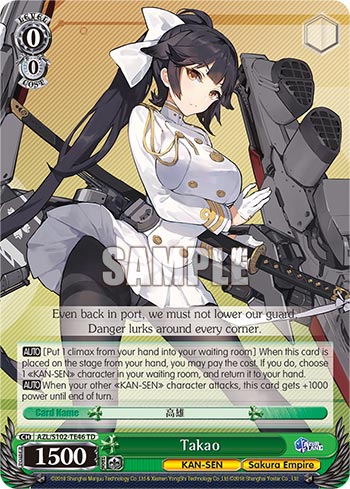 LEVEL
0
0
COST
SAMPLE
Even back in port, we must not lower our guard.
Danger lurks around every corner.
AUTO [Put 1 climax from your hand into your waiting room] When this card is
placed on the stage from your hand, you may pay the cost. If you do, choose
1 «KAN-SEN» character in your waiting room, and return it to your hand.
AUTO When your other «KAN-SEN» character attacks, this card gets +1000
power until end of turn.
Card Name
高雄
CH AZL/S102-TE46 TD
Takao
POWER 1500
KAN-SEN
Sakura Empire